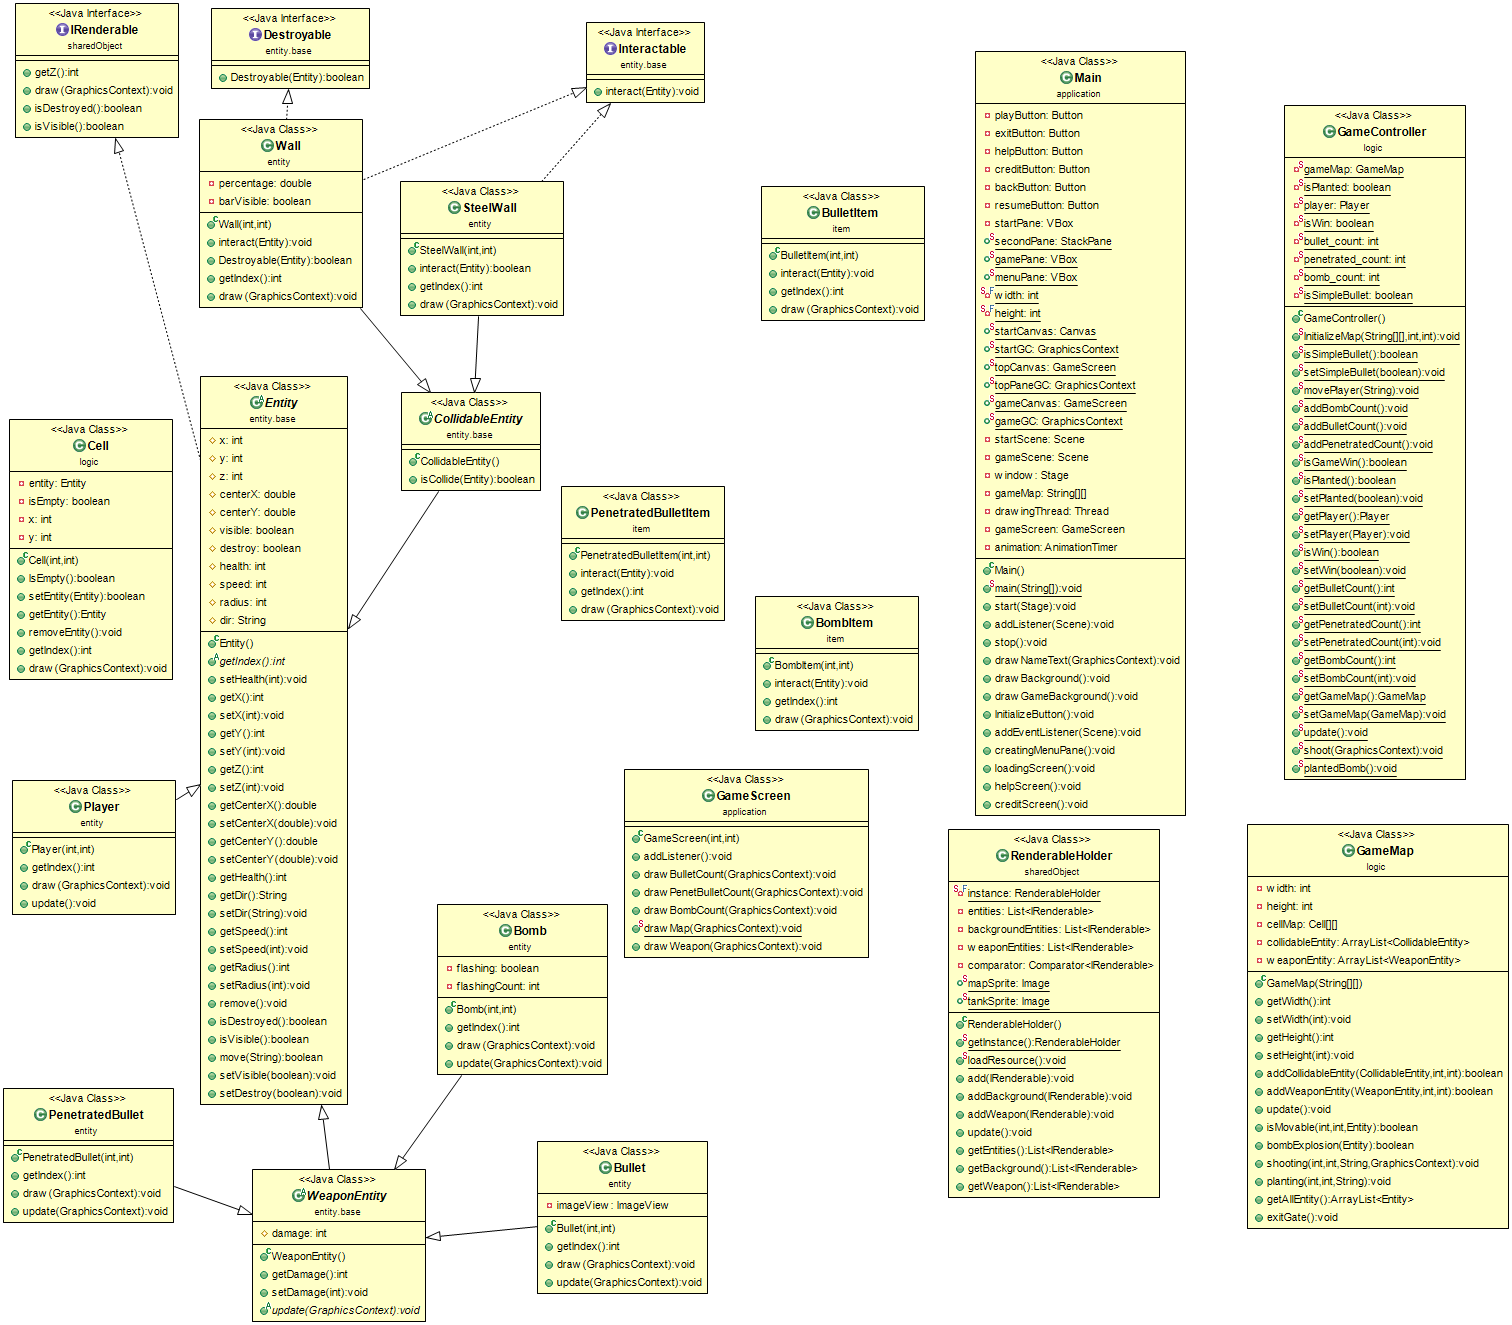 <<Java Interface>>
IRenderable
sharedObject
getZ():int
draw(GraphicsContext):void
isDestroyed():boolean
isVisible():boolean
<<Java Interface>>
Destroyable
entity.base
Destroyable(Entity):boolean
<<Java Interface>>
Interactable
entity.base
interact(Entity):void
<<Java Class>>
Wall
entity
percentage: double
barVisible: boolean
Wall(int,int)
interact(Entity):void
Destroyable(Entity):boolean
getIndex():int
draw(GraphicsContext):void
<<Java Class>>
SteelWall
entity
SteelWall(int,int)
interact(Entity):boolean
getIndex():int
draw(GraphicsContext):void
<<Java Class>>
BulletItem
item
BulletItem(int,int)
interact(Entity):void
getIndex():int
draw(GraphicsContext):void
<<Java Class>>
Main
application
playButton: Button
exitButton: Button
helpButton: Button
creditButton: Button
backButton: Button
resumeButton: Button
startPane: VBox
secondPane: StackPane
gamePane: VBox
menuPane: VBox
width: int
height: int
startCanvas: Canvas
startGC: GraphicsContext
topCanvas: GameScreen
topPaneGC: GraphicsContext
gameCanvas: GameScreen
gameGC: GraphicsContext
startScene: Scene
gameScene: Scene
window: Stage
gameMap: String[][]
drawingThread: Thread
gameScreen: GameScreen
animation: AnimationTimer
Main()
main(String[]):void
start(Stage):void
addListener(Scene):void
stop():void
drawNameText(GraphicsContext):void
drawBackground():void
drawGameBackground():void
InitializeButton():void
addEventListener(Scene):void
creatingMenuPane():void
loadingScreen():void
helpScreen():void
creditScreen():void
<<Java Class>>
GameController
logic
gameMap: GameMap
isPlanted: boolean
player: Player
isWin: boolean
bullet_count: int
penetrated_count: int
bomb_count: int
isSimpleBullet: boolean
GameController()
InitializeMap(String[][],int,int):void
isSimpleBullet():boolean
setSimpleBullet(boolean):void
movePlayer(String):void
addBombCount():void
addBulletCount():void
addPenetratedCount():void
isGameWin():boolean
isPlanted():boolean
setPlanted(boolean):void
getPlayer():Player
setPlayer(Player):void
isWin():boolean
setWin(boolean):void
getBulletCount():int
setBulletCount(int):void
getPenetratedCount():int
setPenetratedCount(int):void
getBombCount():int
setBombCount(int):void
getGameMap():GameMap
setGameMap(GameMap):void
update():void
shoot(GraphicsContext):void
plantedBomb():void
<<Java Class>>
Cell
logic
entity: Entity
isEmpty: boolean
x: int
y: int
Cell(int,int)
IsEmpty():boolean
setEntity(Entity):boolean
getEntity():Entity
removeEntity():void
getIndex():int
draw(GraphicsContext):void
<<Java Class>>
Entity
entity.base
x: int
y: int
z: int
centerX: double
centerY: double
visible: boolean
destroy: boolean
health: int
speed: int
radius: int
dir: String
Entity()
getIndex():int
setHealth(int):void
getX():int
setX(int):void
getY():int
setY(int):void
getZ():int
setZ(int):void
getCenterX():double
setCenterX(double):void
getCenterY():double
setCenterY(double):void
getHealth():int
getDir():String
setDir(String):void
getSpeed():int
setSpeed(int):void
getRadius():int
setRadius(int):void
remove():void
isDestroyed():boolean
isVisible():boolean
move(String):boolean
setVisible(boolean):void
setDestroy(boolean):void
<<Java Class>>
CollidableEntity
entity.base
CollidableEntity()
isCollide(Entity):boolean
<<Java Class>>
PenetratedBulletItem
item
PenetratedBulletItem(int,int)
interact(Entity):void
getIndex():int
draw(GraphicsContext):void
<<Java Class>>
BombItem
item
BombItem(int,int)
interact(Entity):void
getIndex():int
draw(GraphicsContext):void
<<Java Class>>
Player
entity
Player(int,int)
getIndex():int
draw(GraphicsContext):void
update():void
<<Java Class>>
GameScreen
application
GameScreen(int,int)
addListener():void
drawBulletCount(GraphicsContext):void
drawPenetBulletCount(GraphicsContext):void
drawBombCount(GraphicsContext):void
drawMap(GraphicsContext):void
drawWeapon(GraphicsContext):void
<<Java Class>>
RenderableHolder
sharedObject
instance: RenderableHolder
entities: List<IRenderable>
backgroundEntities: List<IRenderable>
weaponEntities: List<IRenderable>
comparator: Comparator<IRenderable>
mapSprite: Image
tankSprite: Image
RenderableHolder()
getInstance():RenderableHolder
loadResource():void
add(IRenderable):void
addBackground(IRenderable):void
addWeapon(IRenderable):void
update():void
getEntities():List<IRenderable>
getBackground():List<IRenderable>
getWeapon():List<IRenderable>
<<Java Class>>
GameMap
logic
width: int
height: int
cellMap: Cell[][]
collidableEntity: ArrayList<CollidableEntity>
weaponEntity: ArrayList<WeaponEntity>
GameMap(String[][])
getWidth():int
setWidth(int):void
getHeight():int
setHeight(int):void
addCollidableEntity(CollidableEntity,int,int):boolean
addWeaponEntity(WeaponEntity,int,int):boolean
update():void
isMovable(int,int,Entity):boolean
bombExplosion(Entity):boolean
shooting(int,int,String,GraphicsContext):void
planting(int,int,String):void
getAllEntity():ArrayList<Entity>
exitGate():void
<<Java Class>>
Bomb
entity
flashing: boolean
flashingCount: int
Bomb(int,int)
getIndex():int
draw(GraphicsContext):void
update(GraphicsContext):void
<<Java Class>>
PenetratedBullet
entity
PenetratedBullet(int,int)
getIndex():int
draw(GraphicsContext):void
update(GraphicsContext):void
<<Java Class>>
WeaponEntity
entity.base
damage: int
WeaponEntity()
getDamage():int
setDamage(int):void
update(GraphicsContext):void
<<Java Class>>
Bullet
entity
imageView: ImageView
Bullet(int,int)
getIndex():int
draw(GraphicsContext):void
update(GraphicsContext):void